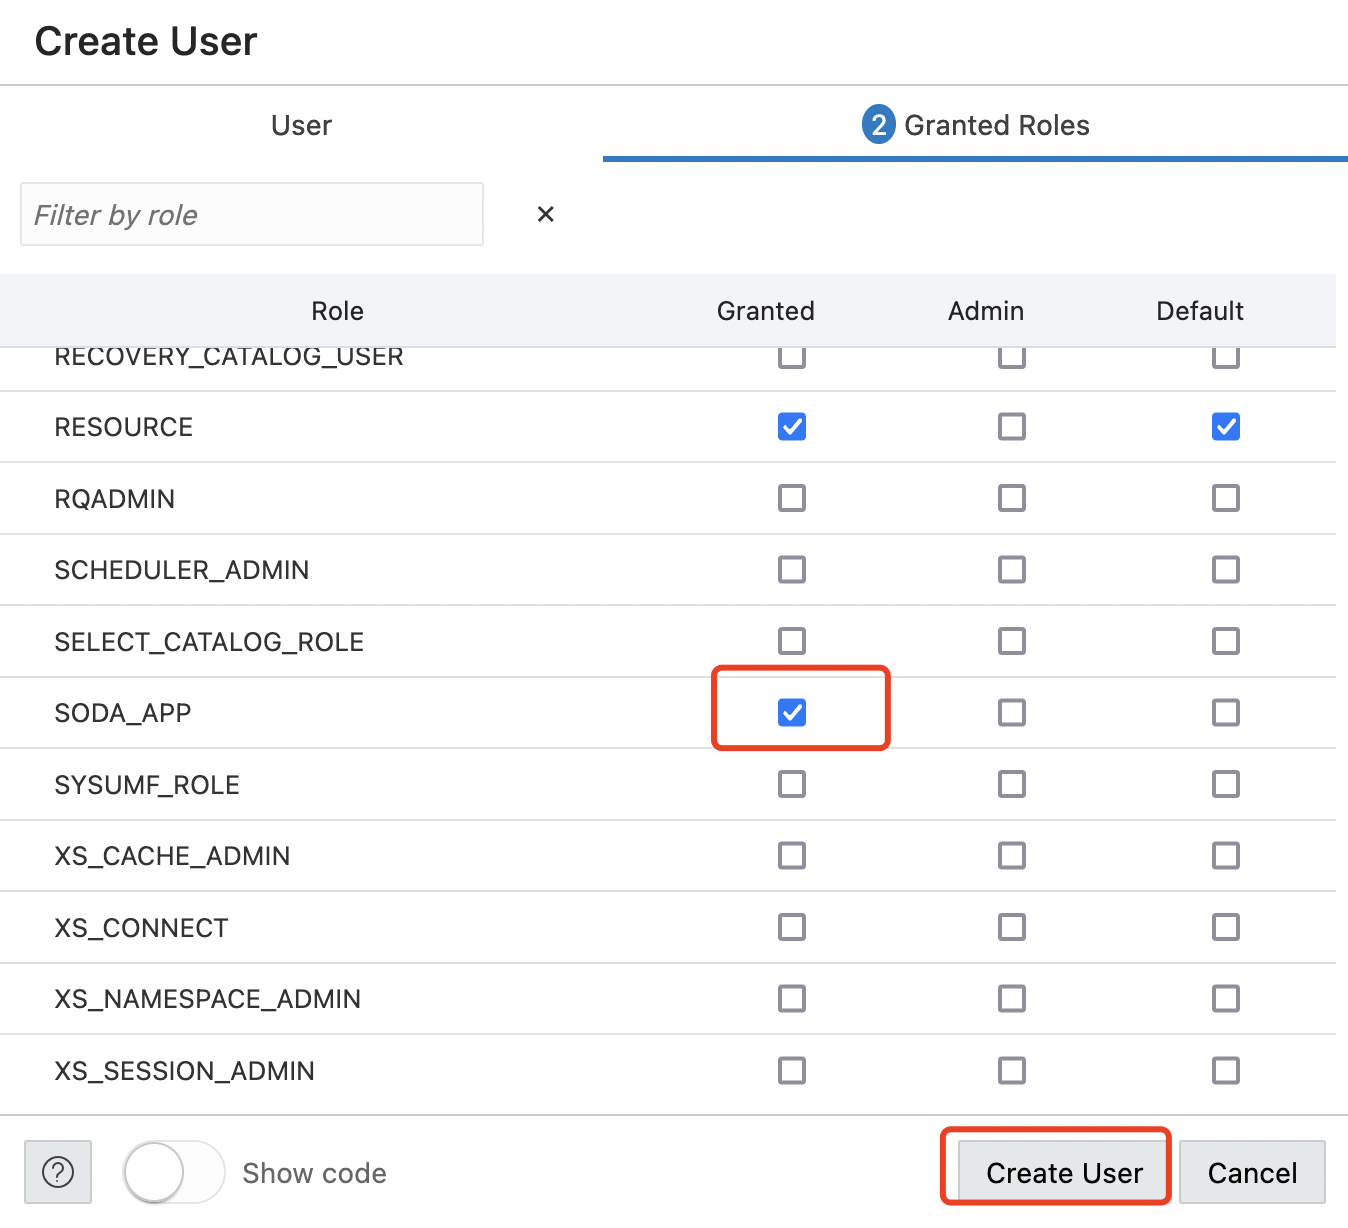 Create User
User
2 Granted Roles
Filter by role
Role Granted Admin Default
RECOVERY_CATALOG_USER
RESOURCE
RQADMIN
SCHEDULER_ADMIN
SELECT_CATALOG_ROLE
SODA_APP
SYSUMF_ROLE
XS_CACHE_ADMIN
XS_CONNECT
XS_NAMESPACE_ADMIN
XS_SESSION_ADMIN
? Show code Create User Cancel